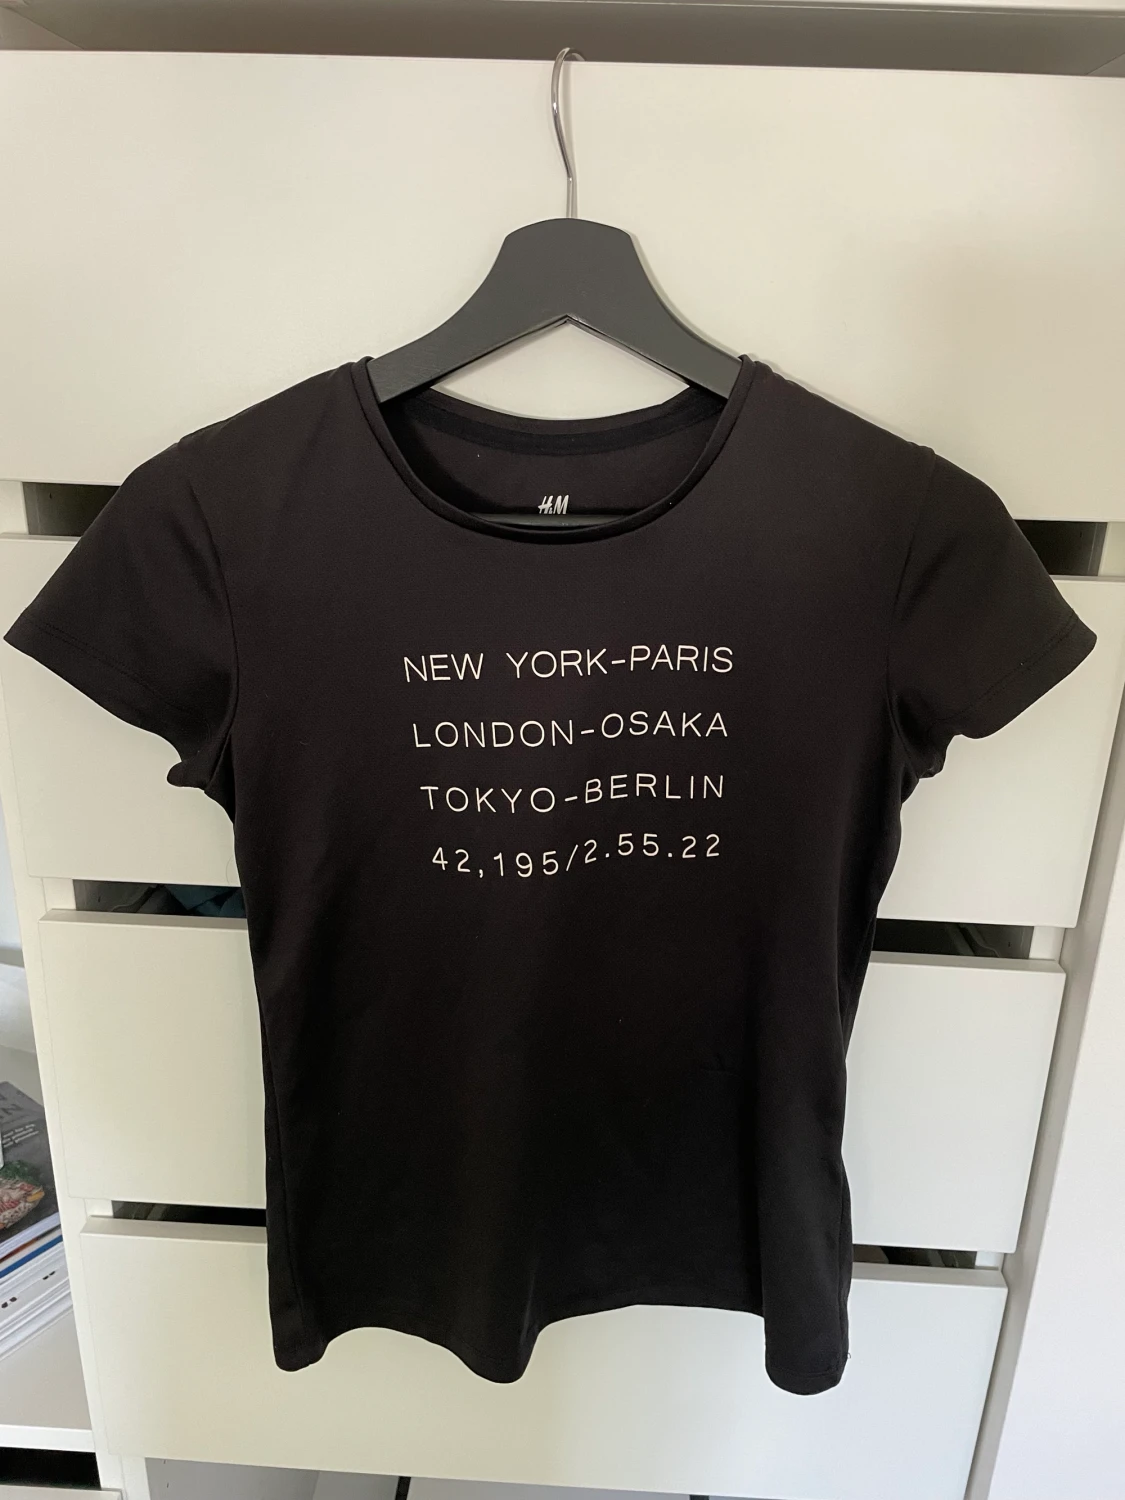 H&M
NEW YORK-PARIS
LONDON-OSAKA
TOKYO-BERLIN
42,195/2.55.22